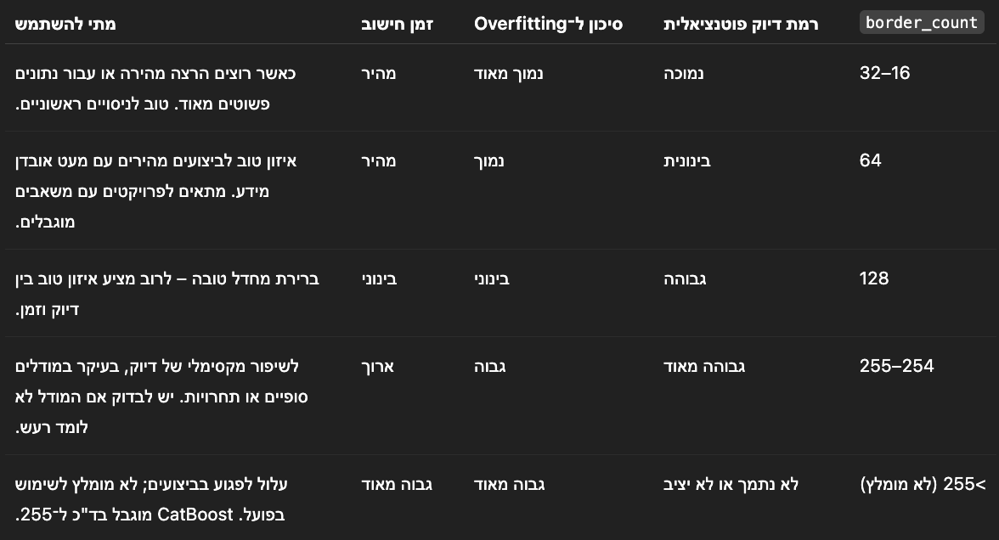 border_count רמת דיוק פוטנציאלית סיכון ל-Overfitting זמן חישוב מתי להשתמש
32–16 נמוכה נמוך מאוד מהיר כאשר רוצים הרצה מהירה או עבור נתונים
פשוטים מאוד. טוב לניסויים ראשוניים.
64 בינונית נמוך מהיר איזון טוב לביצועים מהירים עם מעט אובדן
מידע. מתאים לפרויקטים עם משאבים
מוגבלים.
128 גבוהה בינוני בינוני ברירת מחדל טובה – לרוב מציע איזון טוב בין
דיוק וזמן.
255–254 גבוהה מאוד גבוה ארוך לשיפור מקסימלי של דיוק, בעיקר במודלים
סופיים או תחרויות. יש לבדוק אם המודל לא
לומד רעש.
>255 (לא מומלץ) לא נתמך או לא יציב גבוה מאוד גבוה מאוד עלול לפגוע בביצועים; לא מומלץ לשימוש
בפועל. CatBoost מוגבל בד"כ ל-255.